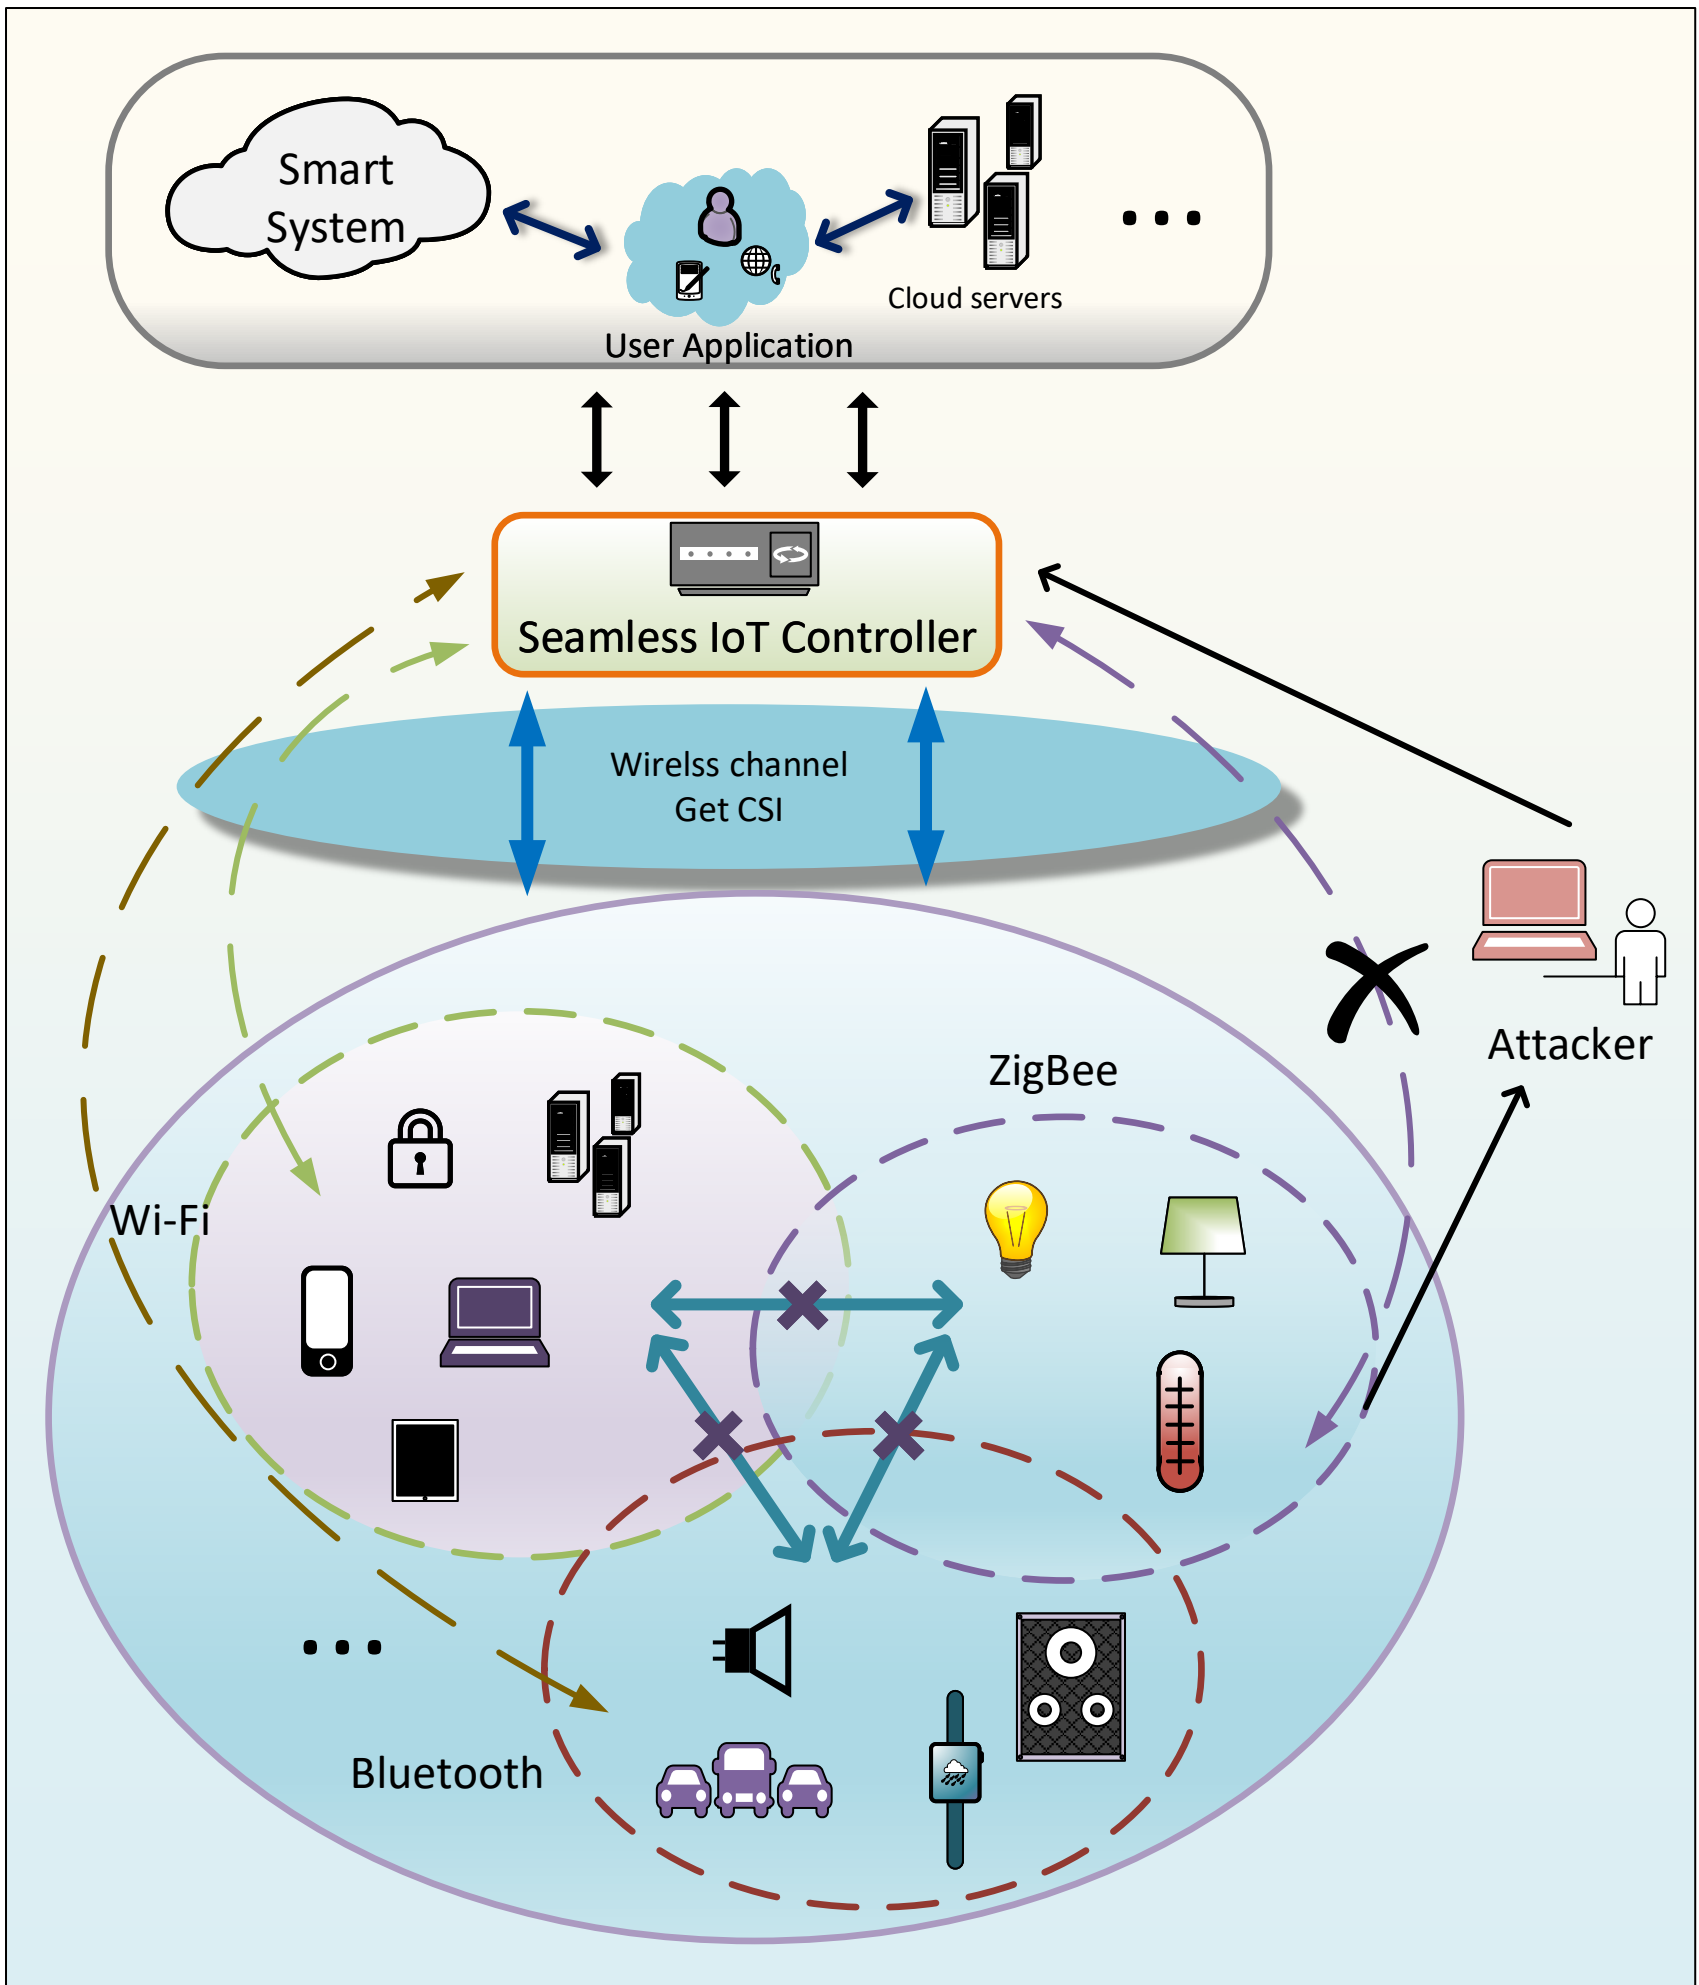 Smart
System
Cloud servers
User Application
Seamless IoT Controller
Wirelss channel
Get CSI
Attacker
ZigBee
Wi-Fi
Bluetooth